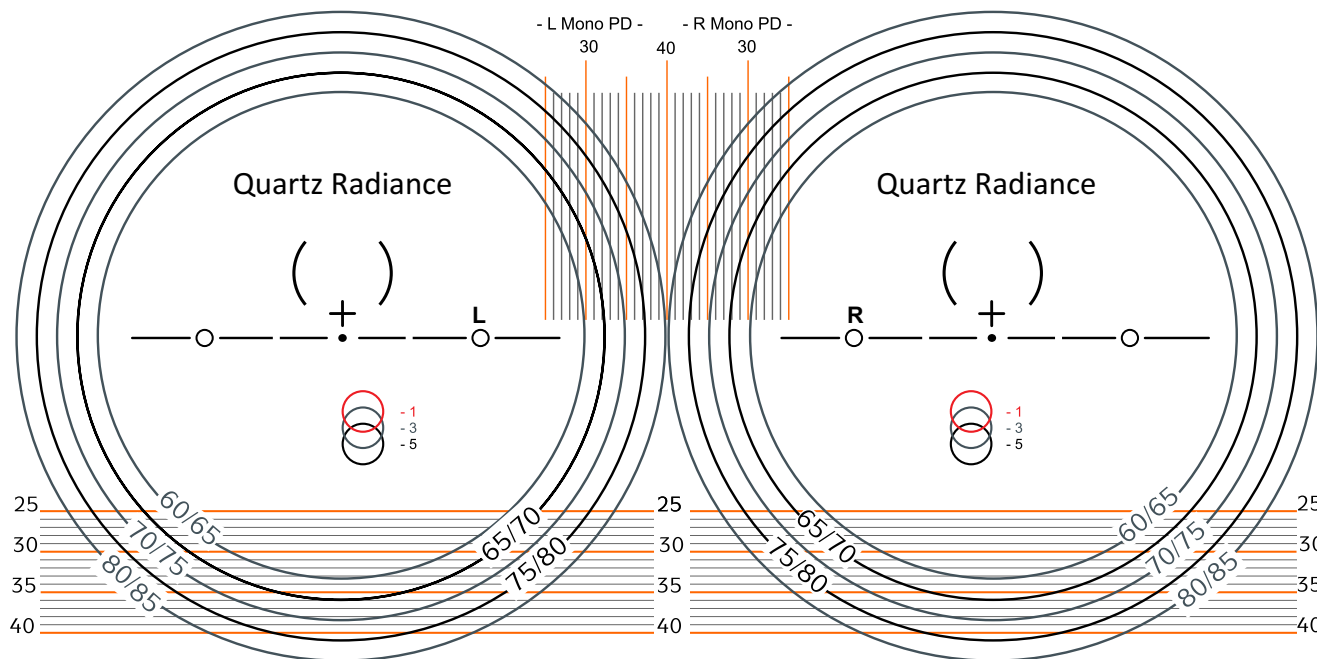 - L Mono PD - - R Mono PD -
30 40 30
Quartz Radiance Quartz Radiance
L R
- 1 - 1
- 3 - 3
- 5 - 5
25 60/65 25 60/65 25
65/70 65/70
30 70/75 75/80 30 75/80 70/75 30
35 80/85 35 80/85 35
40 40 40